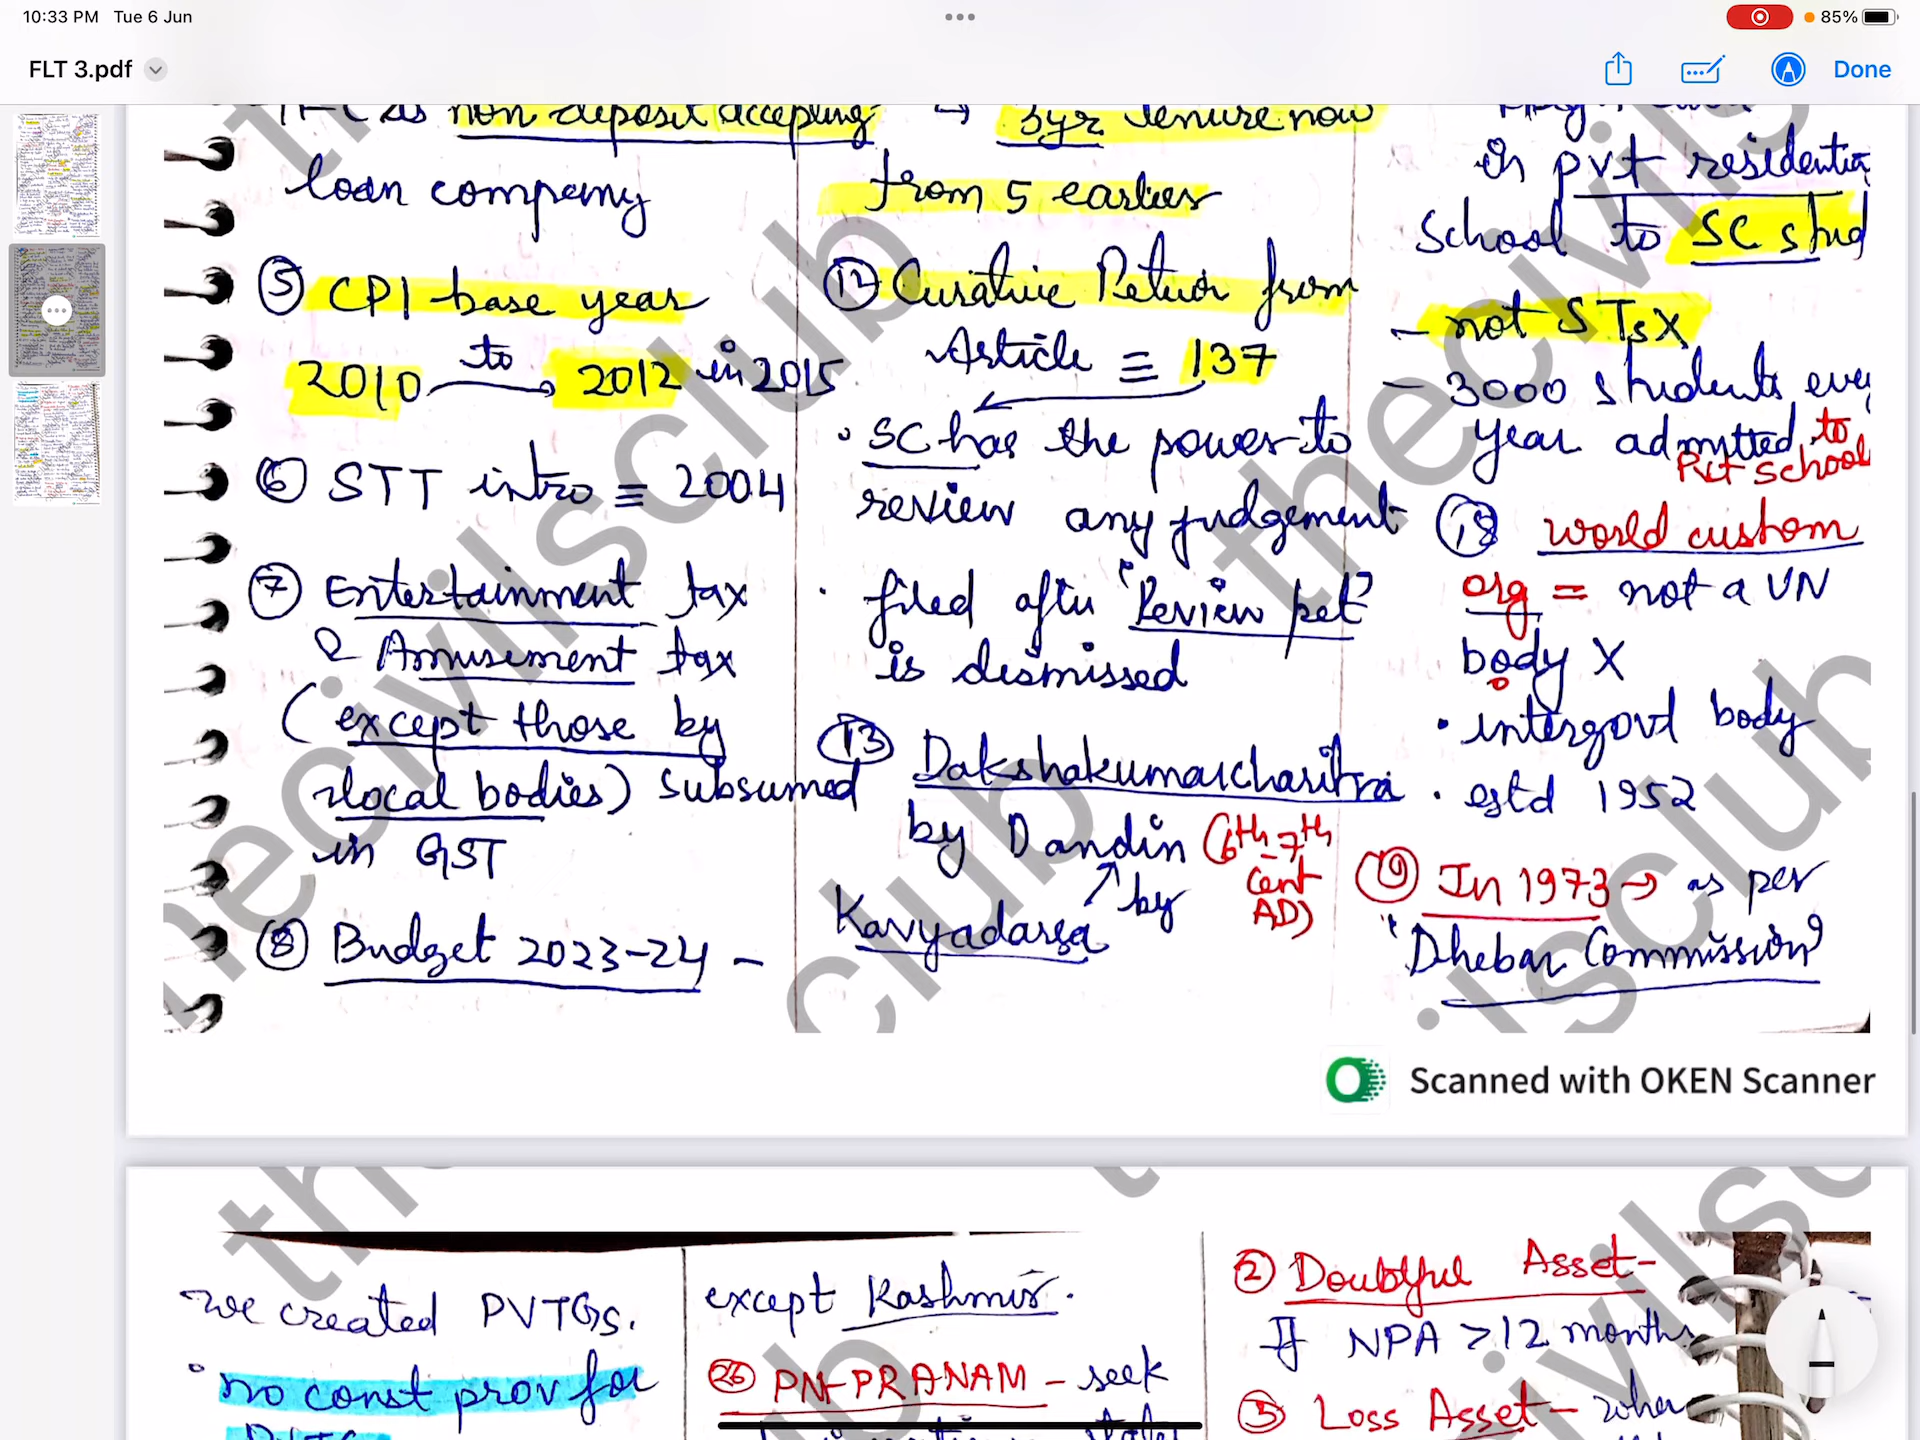 10:33 PM Tue 6 Jun
85%
FLT 3.pdf
Done
is non deposit accepting
loan company
⑤ CPI base year
2010 to 2012 in 2015
⑥ STT intro ≡ 2004
⑦ Entertainment tax
& Amusement tax
(except those by
local bodies) subsumed
in GST
⑧ Budget 2023-24 -
→ 3yr tenure now
from 5 earlier
⑫ Curative Petion from
Article ≡ 137
• SC has the power to
review any judgement
• filed after "Review pet"
is dismissed
⑬ Dakshakumarcharitra
by Dandin (6th-7th
cent
AD)
↑ by
Kavyadarsa
in pvt residentia
school to SC stud
- not STs X
- 3000 students eve
year admitted to
Pvt school
⑱ world custom
org = not a UN
body X
• intergovt body
• estd 1952
⑲ In 1973 → as per
"Dhebar Commission"
Scanned with OKEN Scanner
we created PVTGs.
• no const prov for
except Kashmir.
㉖ PM-PRANAM - seek
② Doubtful Asset-
If NPA >12 months
③ Loss Asset - when
thecivilsclub